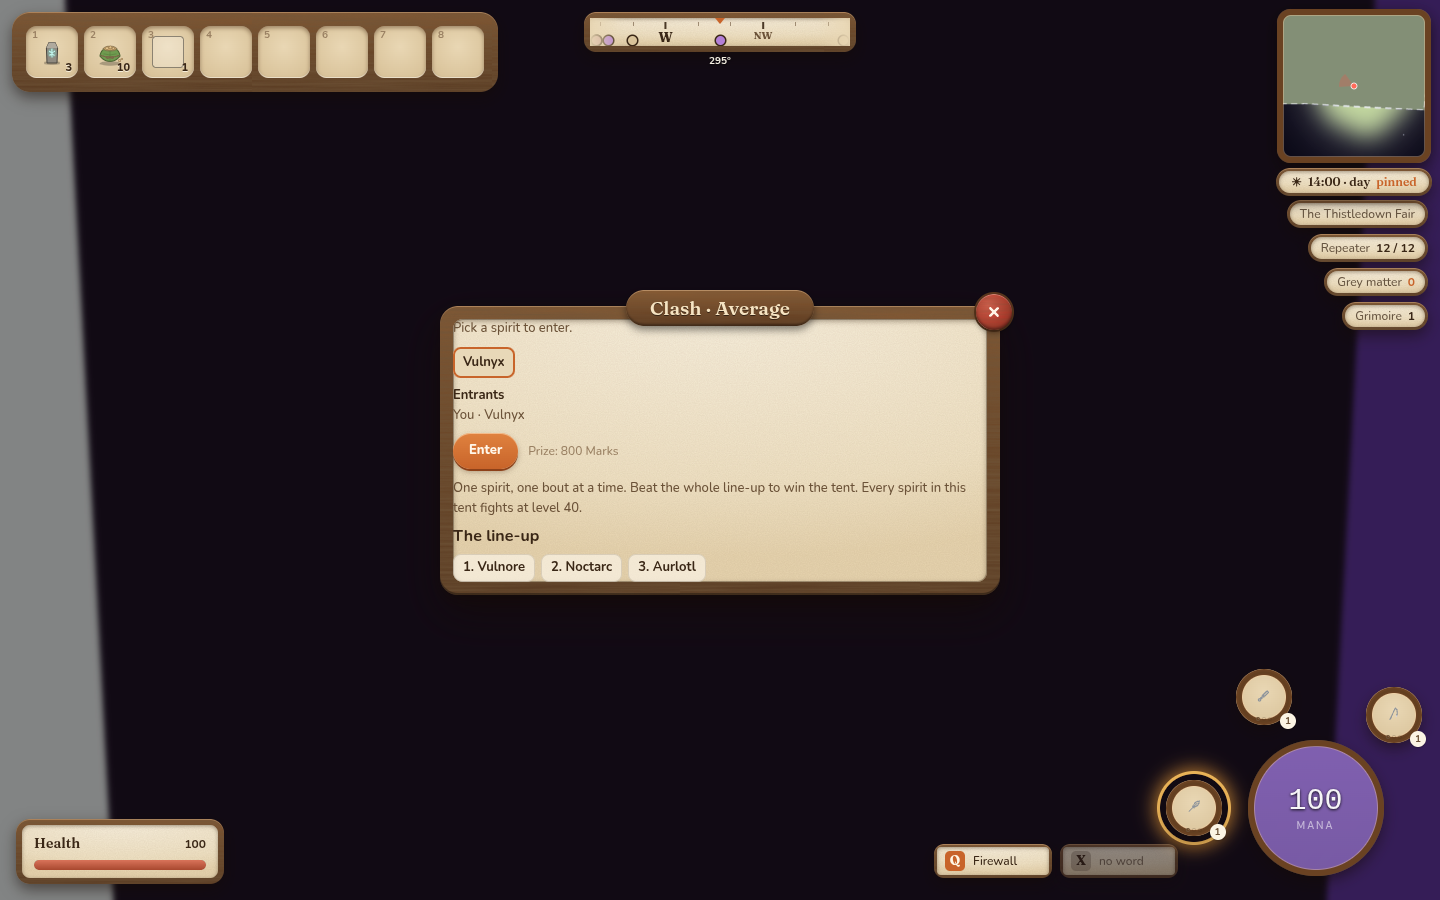 1
3
2
10
3
1
4
5
6
7
8
W
NW
295°
14:00 · day pinned
The Thistledown Fair
Repeater 12 / 12
Grey matter 0
Grimoire 1
Clash · Average
×
Pick a spirit to enter.
Vulnyx
Entrants
You · Vulnyx
Enter
Prize: 800 Marks
One spirit, one bout at a time. Beat the whole line-up to win the tent. Every spirit in this
tent fights at level 40.
The line-up
1. Vulnore
2. Noctarc
3. Aurlotl
1
1
1
100
MANA
Health 100
Q Firewall
X no word